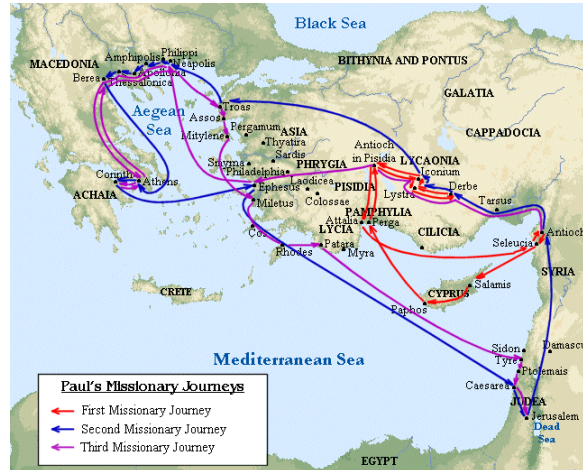 Black Sea
MACEDONIA
Amphipolis
Philippi
Neapolis
Apollonia
Berea
Thessalonica
BITHYNIA AND PONTUS
GALATIA
CAPPADOCIA
Aegean
Sea
Troas
Assos
Mitylene
Pergamum
ASIA
Thyatira
Sardis
Smyrna
Philadelphia
PHRYGIA
Antioch
in Pisidia
LYCAONIA
Iconium
Lystra
Derbe
Tarsus
Corinth
Athens
ACHAIA
Ephesus
Laodicea
Colossae
PISIDIA
Miletus
PAMPHYLIA
Attalia
Perga
LYCIA
CILICIA
Antioch
Seleucia
SYRIA
Cos
Rhodes
Patara
Myra
CRETE
CYPRUS
Salamis
Paphos
Mediterranean Sea
Sidon
Damascu
Tyre
Ptolemais
Caesarea
JUDEA
Jerusalem
Dead
Sea
EGYPT
Paul's Missionary Journeys
First Missionary Journey
Second Missionary Journey
Third Missionary Journey